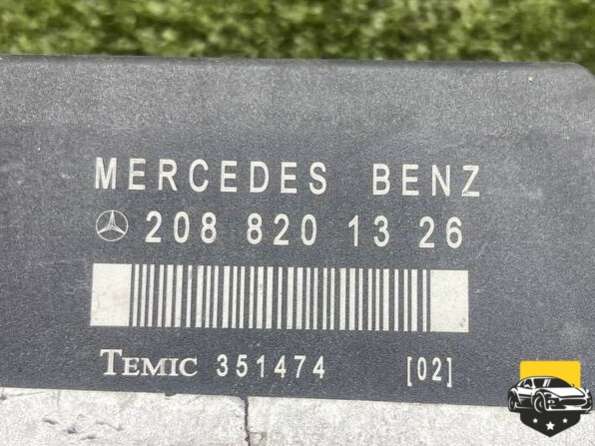 MERCEDES BENZ
208 820 13 26
TEMIC 351474 [02]